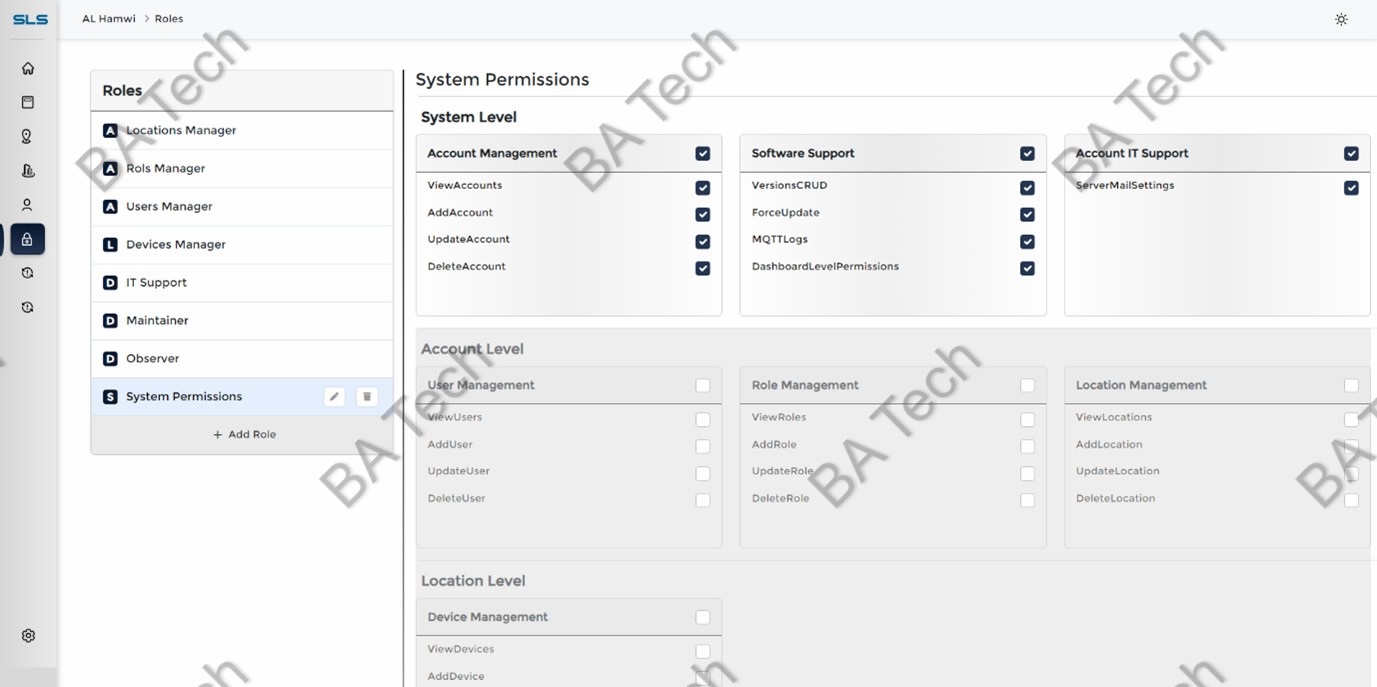 SLS
AL Hamwi > Roles
Roles
A Locations Manager
A Rols Manager
A Users Manager
L Devices Manager
D IT Support
D Maintainer
D Observer
S System Permissions
+ Add Role
System Permissions
System Level
Account Management
ViewAccounts
AddAccount
UpdateAccount
DeleteAccount
Software Support
VersionsCRUD
ForceUpdate
MQTTLogs
DashboardLevelPermissions
Account IT Support
ServerMailSettings
Account Level
User Management
ViewUsers
AddUser
UpdateUser
DeleteUser
Role Management
ViewRoles
AddRole
UpdateRole
DeleteRole
Location Management
ViewLocations
AddLocation
UpdateLocation
DeleteLocation
Location Level
Device Management
ViewDevices
AddDevice
BA Tech
BA Tech
BA Tech
BA Tech
BA Tech
BA